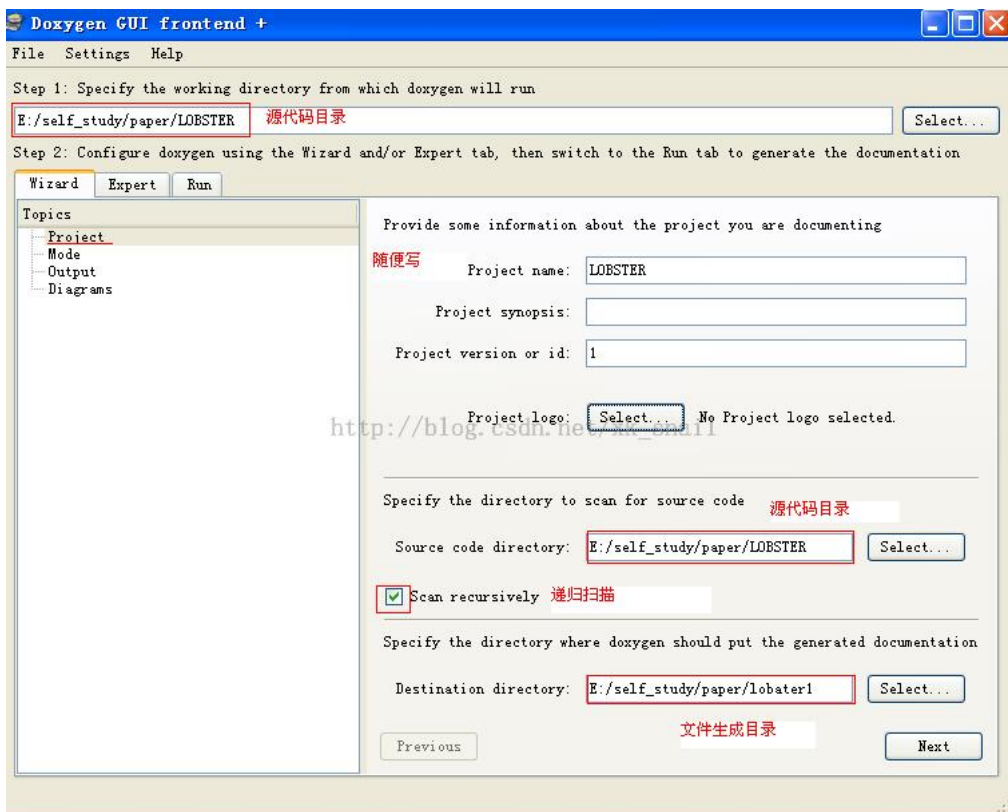 Doxygen GUI frontend +
File Settings Help
Step 1: Specify the working directory from which doxygen will run
E:/self_study/paper/LOBSTER 源代码目录 Select...
Step 2: Configure doxygen using the Wizard and/or Expert tab, then switch to the Run tab to generate the documentation
Wizard Expert Run
Topics
Project
Mode
Output
Diagrams
Provide some information about the project you are documenting
随便写 Project name: LOBSTER
Project synopsis:
Project version or id: 1
Project logo: Select... No Project logo selected.
http://blog.csdn.net/xk_snail
Specify the directory to scan for source code
源代码目录
Source code directory: E:/self_study/paper/LOBSTER Select...
Scan recursively 递归扫描
Specify the directory where doxygen should put the generated documentation
Destination directory: E:/self_study/paper/lobater1 Select...
文件生成目录
Previous Next